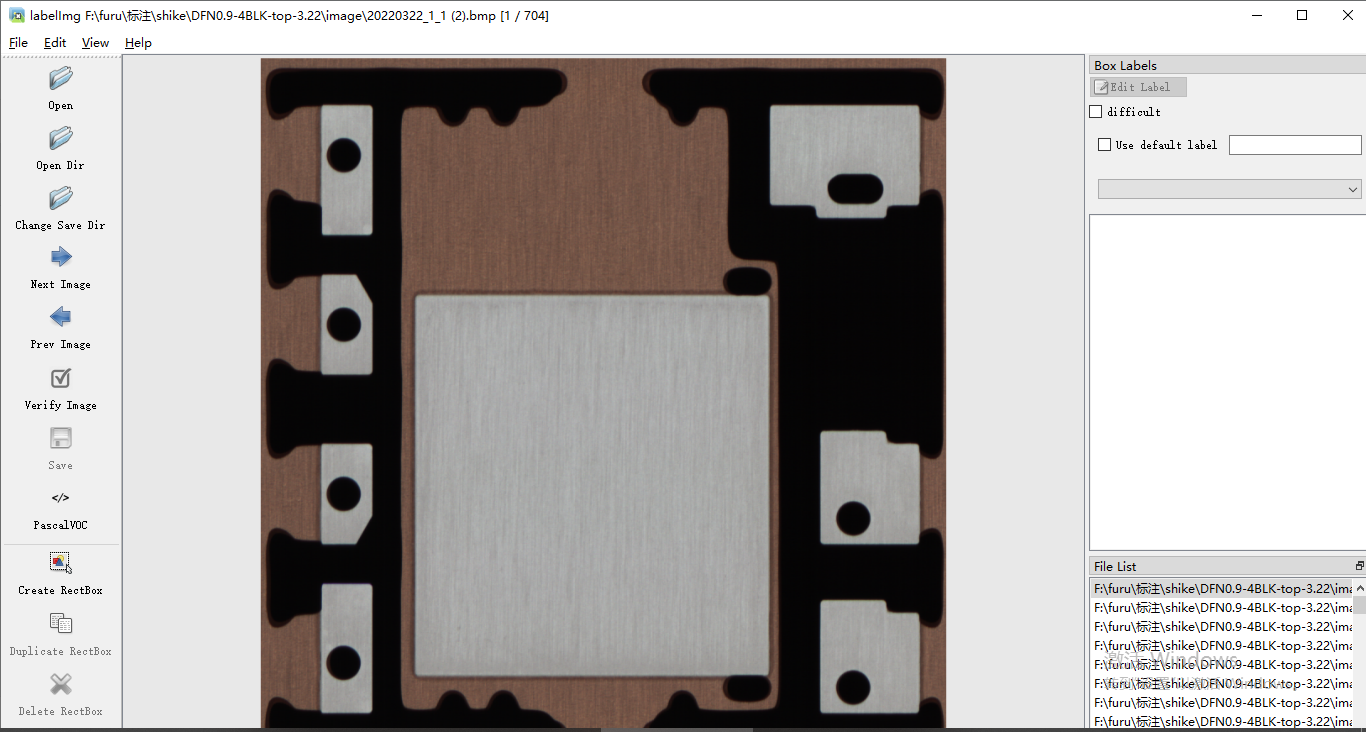 labelImg F:\furu\标注\shike\DFN0.9-4BLK-top-3.22\image\20220322_1_1 (2).bmp [1 / 704]
File Edit View Help
Open
Open Dir
Change Save Dir
Next Image
Prev Image
Verify Image
Save
</>
PascalVOC
Create RectBox
Duplicate RectBox
Delete RectBox
Box Labels
Edit Label
difficult
Use default label
File List
F:\furu\标注\shike\DFN0.9-4BLK-top-3.22\ima
F:\furu\标注\shike\DFN0.9-4BLK-top-3.22\ima
F:\furu\标注\shike\DFN0.9-4BLK-top-3.22\ima
F:\furu\标注\shike\DFN0.9-4BLK-top-3.22\ima
F:\furu\标注\shike\DFN0.9-4BLK-top-3.22\ima
F:\furu\标注\shike\DFN0.9-4BLK-top-3.22\ima
F:\furu\标注\shike\DFN0.9-4BLK-top-3.22\ima
F:\furu\标注\shike\DFN0.9-4BLK-top-3.22\ima
激活 Windows